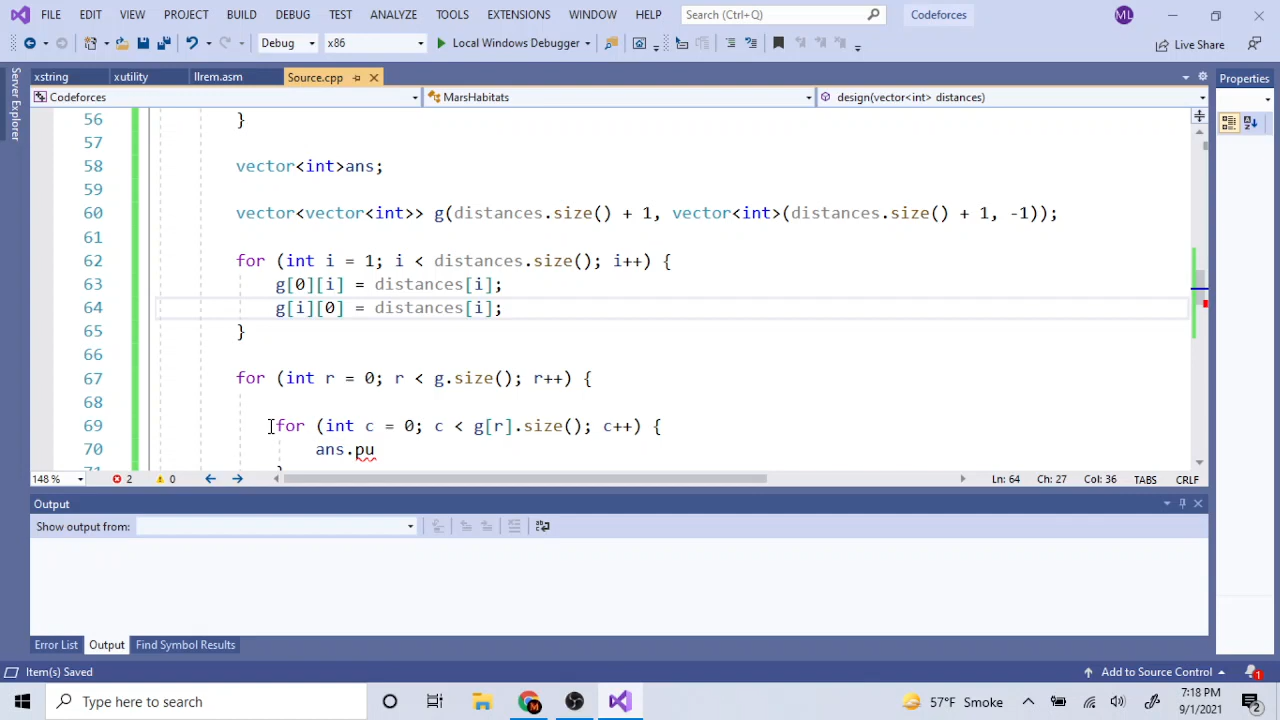 FILE EDIT VIEW PROJECT BUILD DEBUG TEST ANALYZE TOOLS EXTENSIONS WINDOW HELP Search (Ctrl+Q) Codeforces ML
Debug x86 Local Windows Debugger Live Share
Server Explorer
xstring xutility llrem.asm Source.cpp
Properties
Codeforces MarsHabitats design(vector<int> distances)
56 }
57
58 vector<int>ans;
59
60 vector<vector<int>> g(distances.size() + 1, vector<int>(distances.size() + 1, -1));
61
62 for (int i = 1; i < distances.size(); i++) {
63 g[0][i] = distances[i];
64 g[i][0] = distances[i];
65 }
66
67 for (int r = 0; r < g.size(); r++) {
68
69 for (int c = 0; c < g[r].size(); c++) {
70 ans.pu
71 }
148 % 2 0 Ln: 64 Ch: 27 Col: 36 TABS CRLF
Output
Show output from:
Error List Output Find Symbol Results
Item(s) Saved Add to Source Control 1
Type here to search 57°F Smoke 7:18 PM
9/1/2021 2